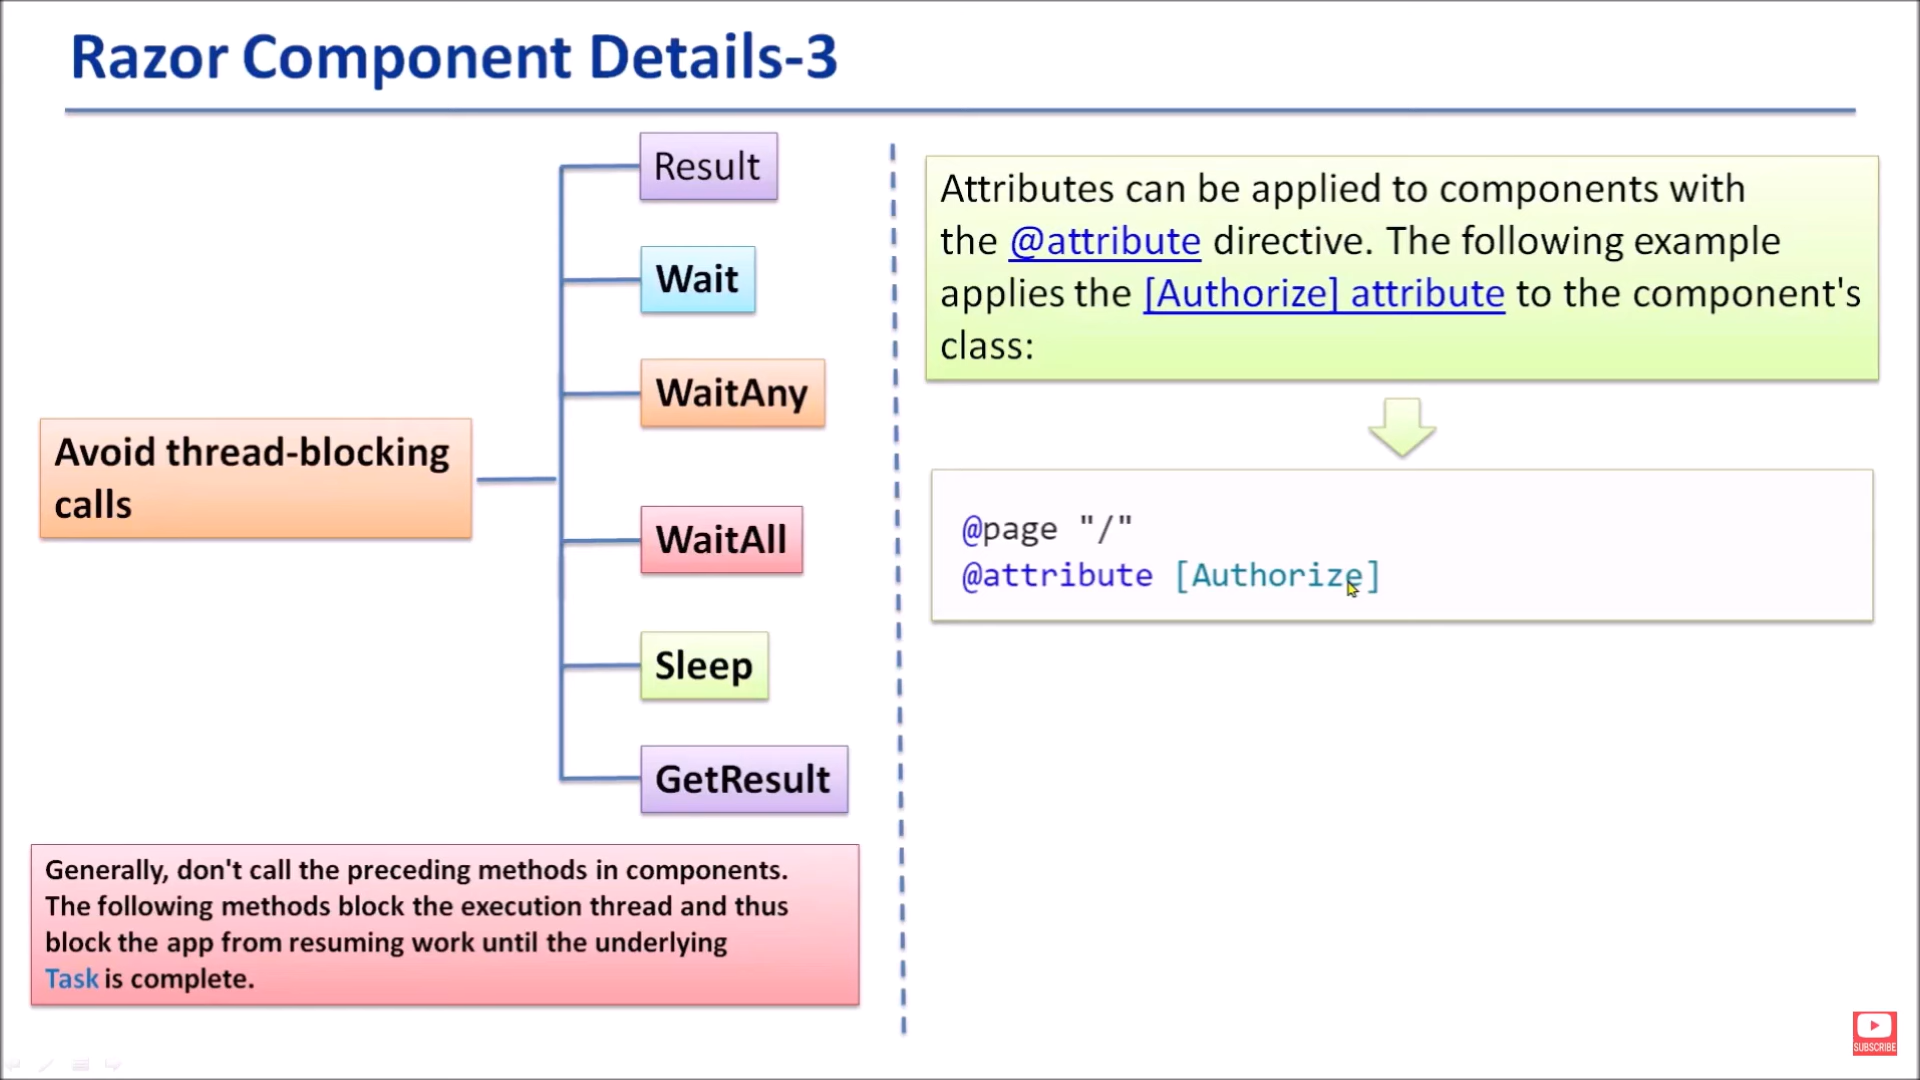 Razor Component Details-3
Result
Wait
WaitAny
Avoid thread-blocking
calls
WaitAll
Sleep
GetResult
Generally, don't call the preceding methods in components.
The following methods block the execution thread and thus
block the app from resuming work until the underlying
Task is complete.
Attributes can be applied to components with
the @attribute directive. The following example
applies the [Authorize] attribute to the component's
class:
@page "/"
@attribute [Authorize]
SUBSCRIBE